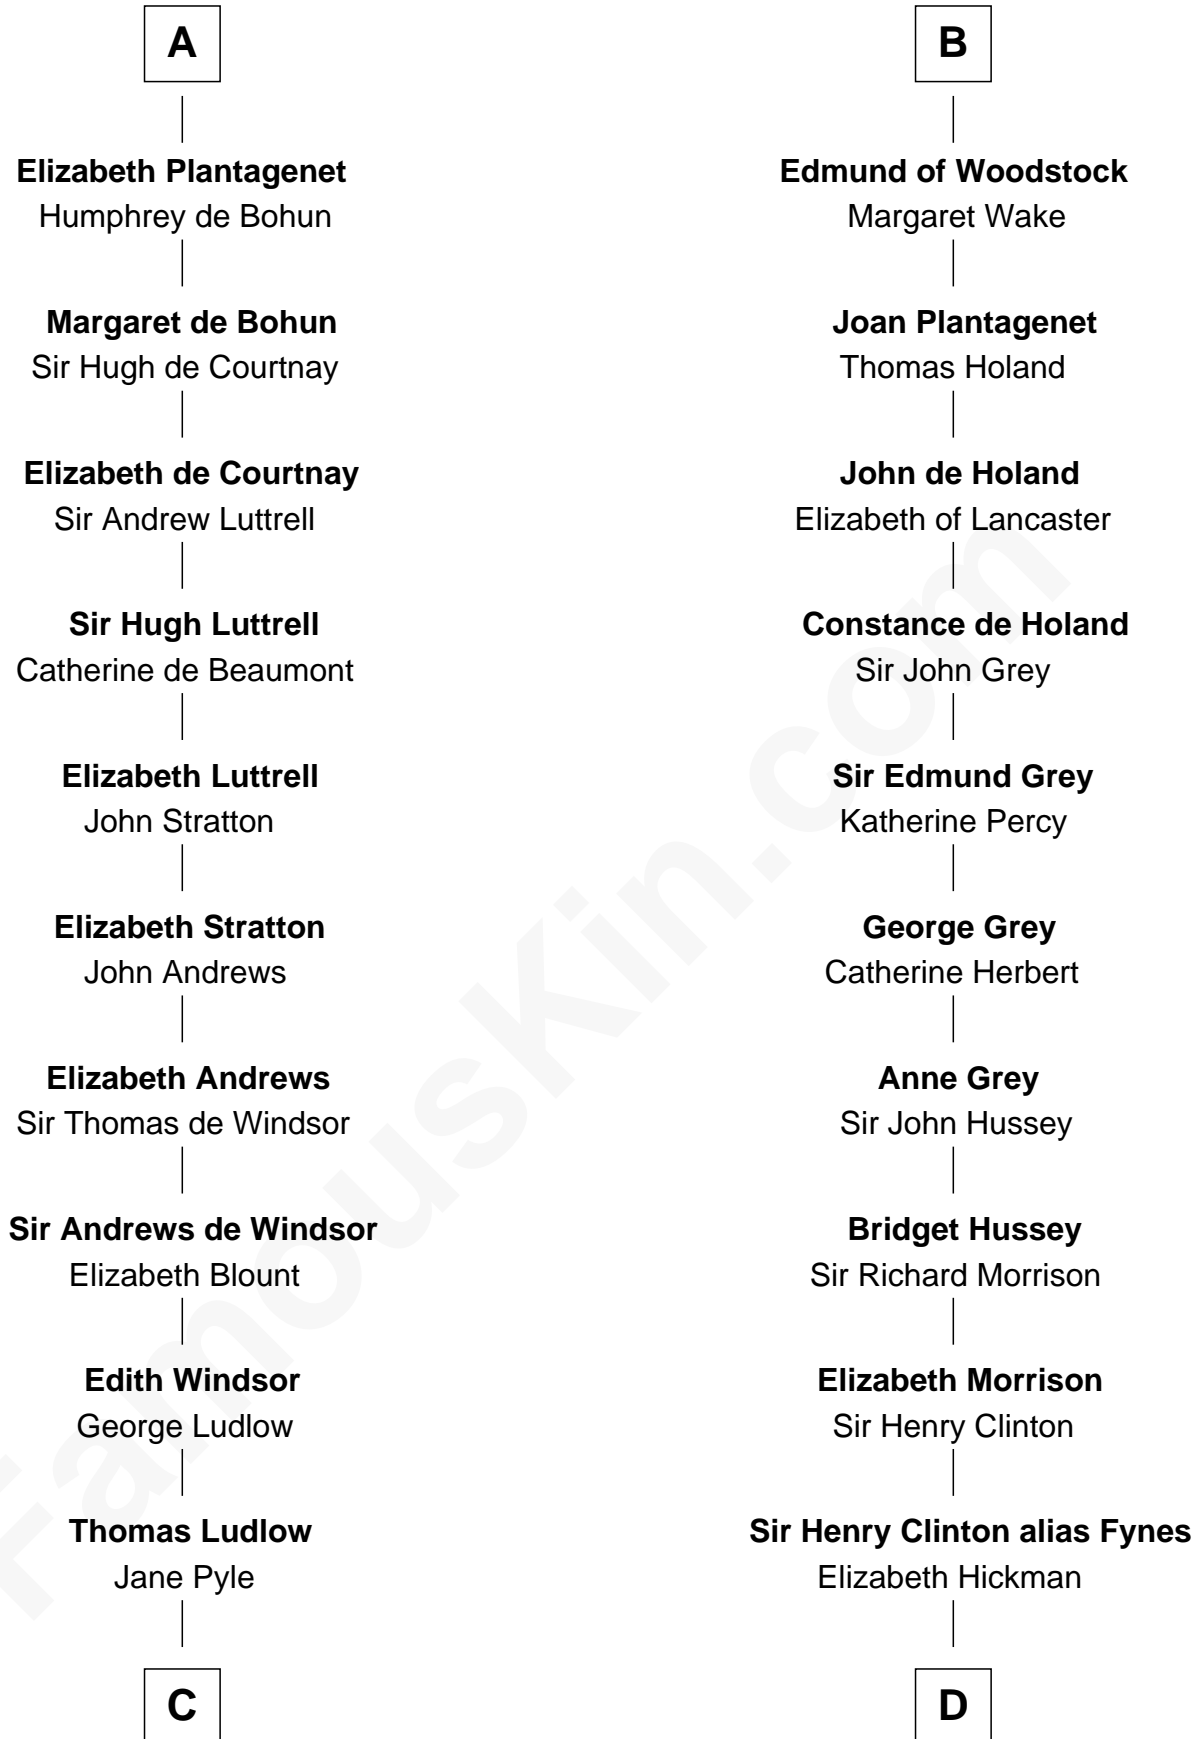 A
Elizabeth Plantagenet
Humphrey de Bohun
Margaret de Bohun
Sir Hugh de Courtnay
Elizabeth de Courtnay
Sir Andrew Luttrell
Sir Hugh Luttrell
Catherine de Beaumont
Elizabeth Luttrell
John Stratton
Elizabeth Stratton
John Andrews
Elizabeth Andrews
Sir Thomas de Windsor
Sir Andrews de Windsor
Elizabeth Blount
Edith Windsor
George Ludlow
Thomas Ludlow
Jane Pyle
C
B
Edmund of Woodstock
Margaret Wake
Joan Plantagenet
Thomas Holand
John de Holand
Elizabeth of Lancaster
Constance de Holand
Sir John Grey
Sir Edmund Grey
Katherine Percy
George Grey
Catherine Herbert
Anne Grey
Sir John Hussey
Bridget Hussey
Sir Richard Morrison
Elizabeth Morrison
Sir Henry Clinton
Sir Henry Clinton alias Fynes
Elizabeth Hickman
D
FamousKin.com